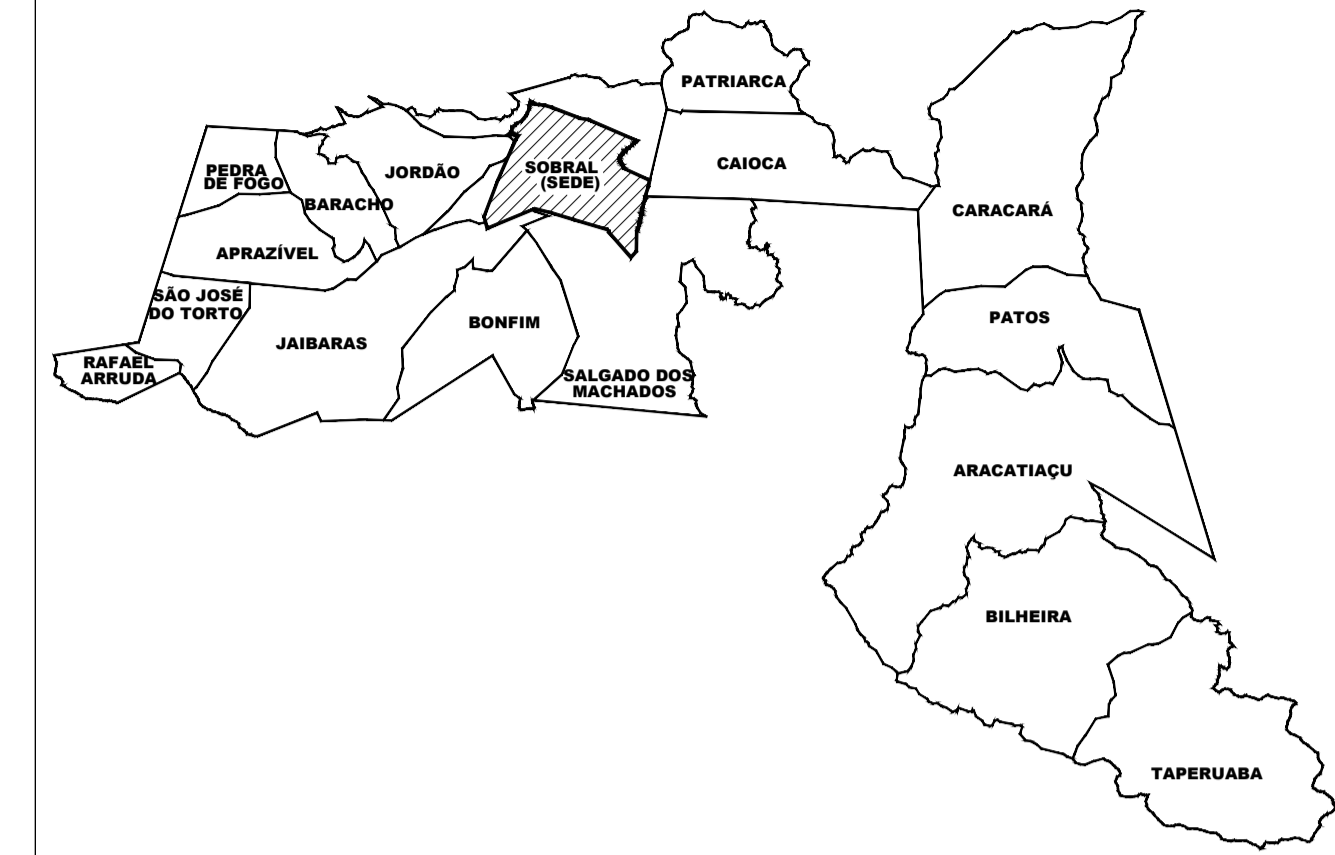 PATRIARCA
CAIOCA
CARACARÁ
SOBRAL
(SEDE)
JORDÃO
PEDRA
DE FOGO
BARACHO
APRAZÍVEL
SÃO JOSÉ
DO TORTO
RAFAEL
ARRUDA
JAIBARAS
BONFIM
SALGADO DOS
MACHADOS
PATOS
ARACATIAÇU
BILHEIRA
TAPERUABA